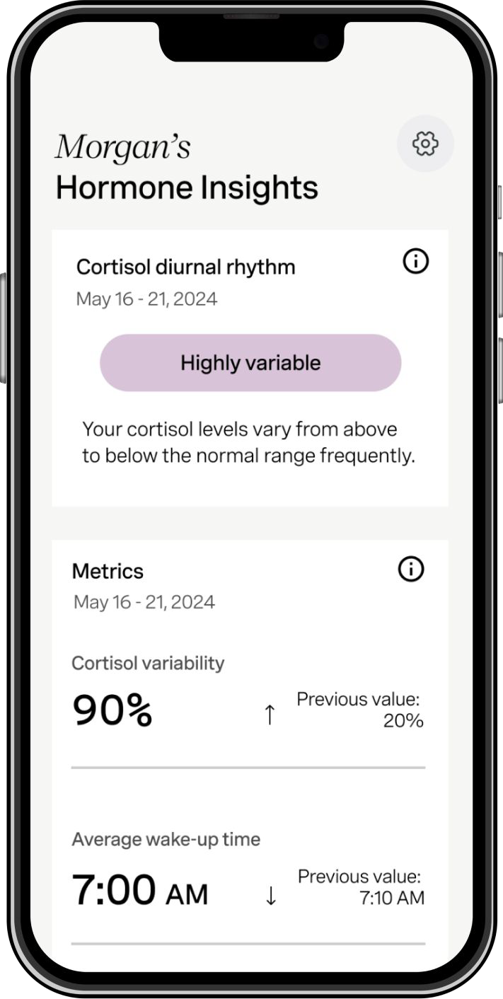 Morgan's
Hormone Insights
Cortisol diurnal rhythm
May 16 - 21, 2024
Highly variable
Your cortisol levels vary from above
to below the normal range frequently.
Metrics
May 16 - 21, 2024
Cortisol variability
90%
↑
Previous value:
20%
Average wake-up time
7:00 AM
↓
Previous value:
7:10 AM